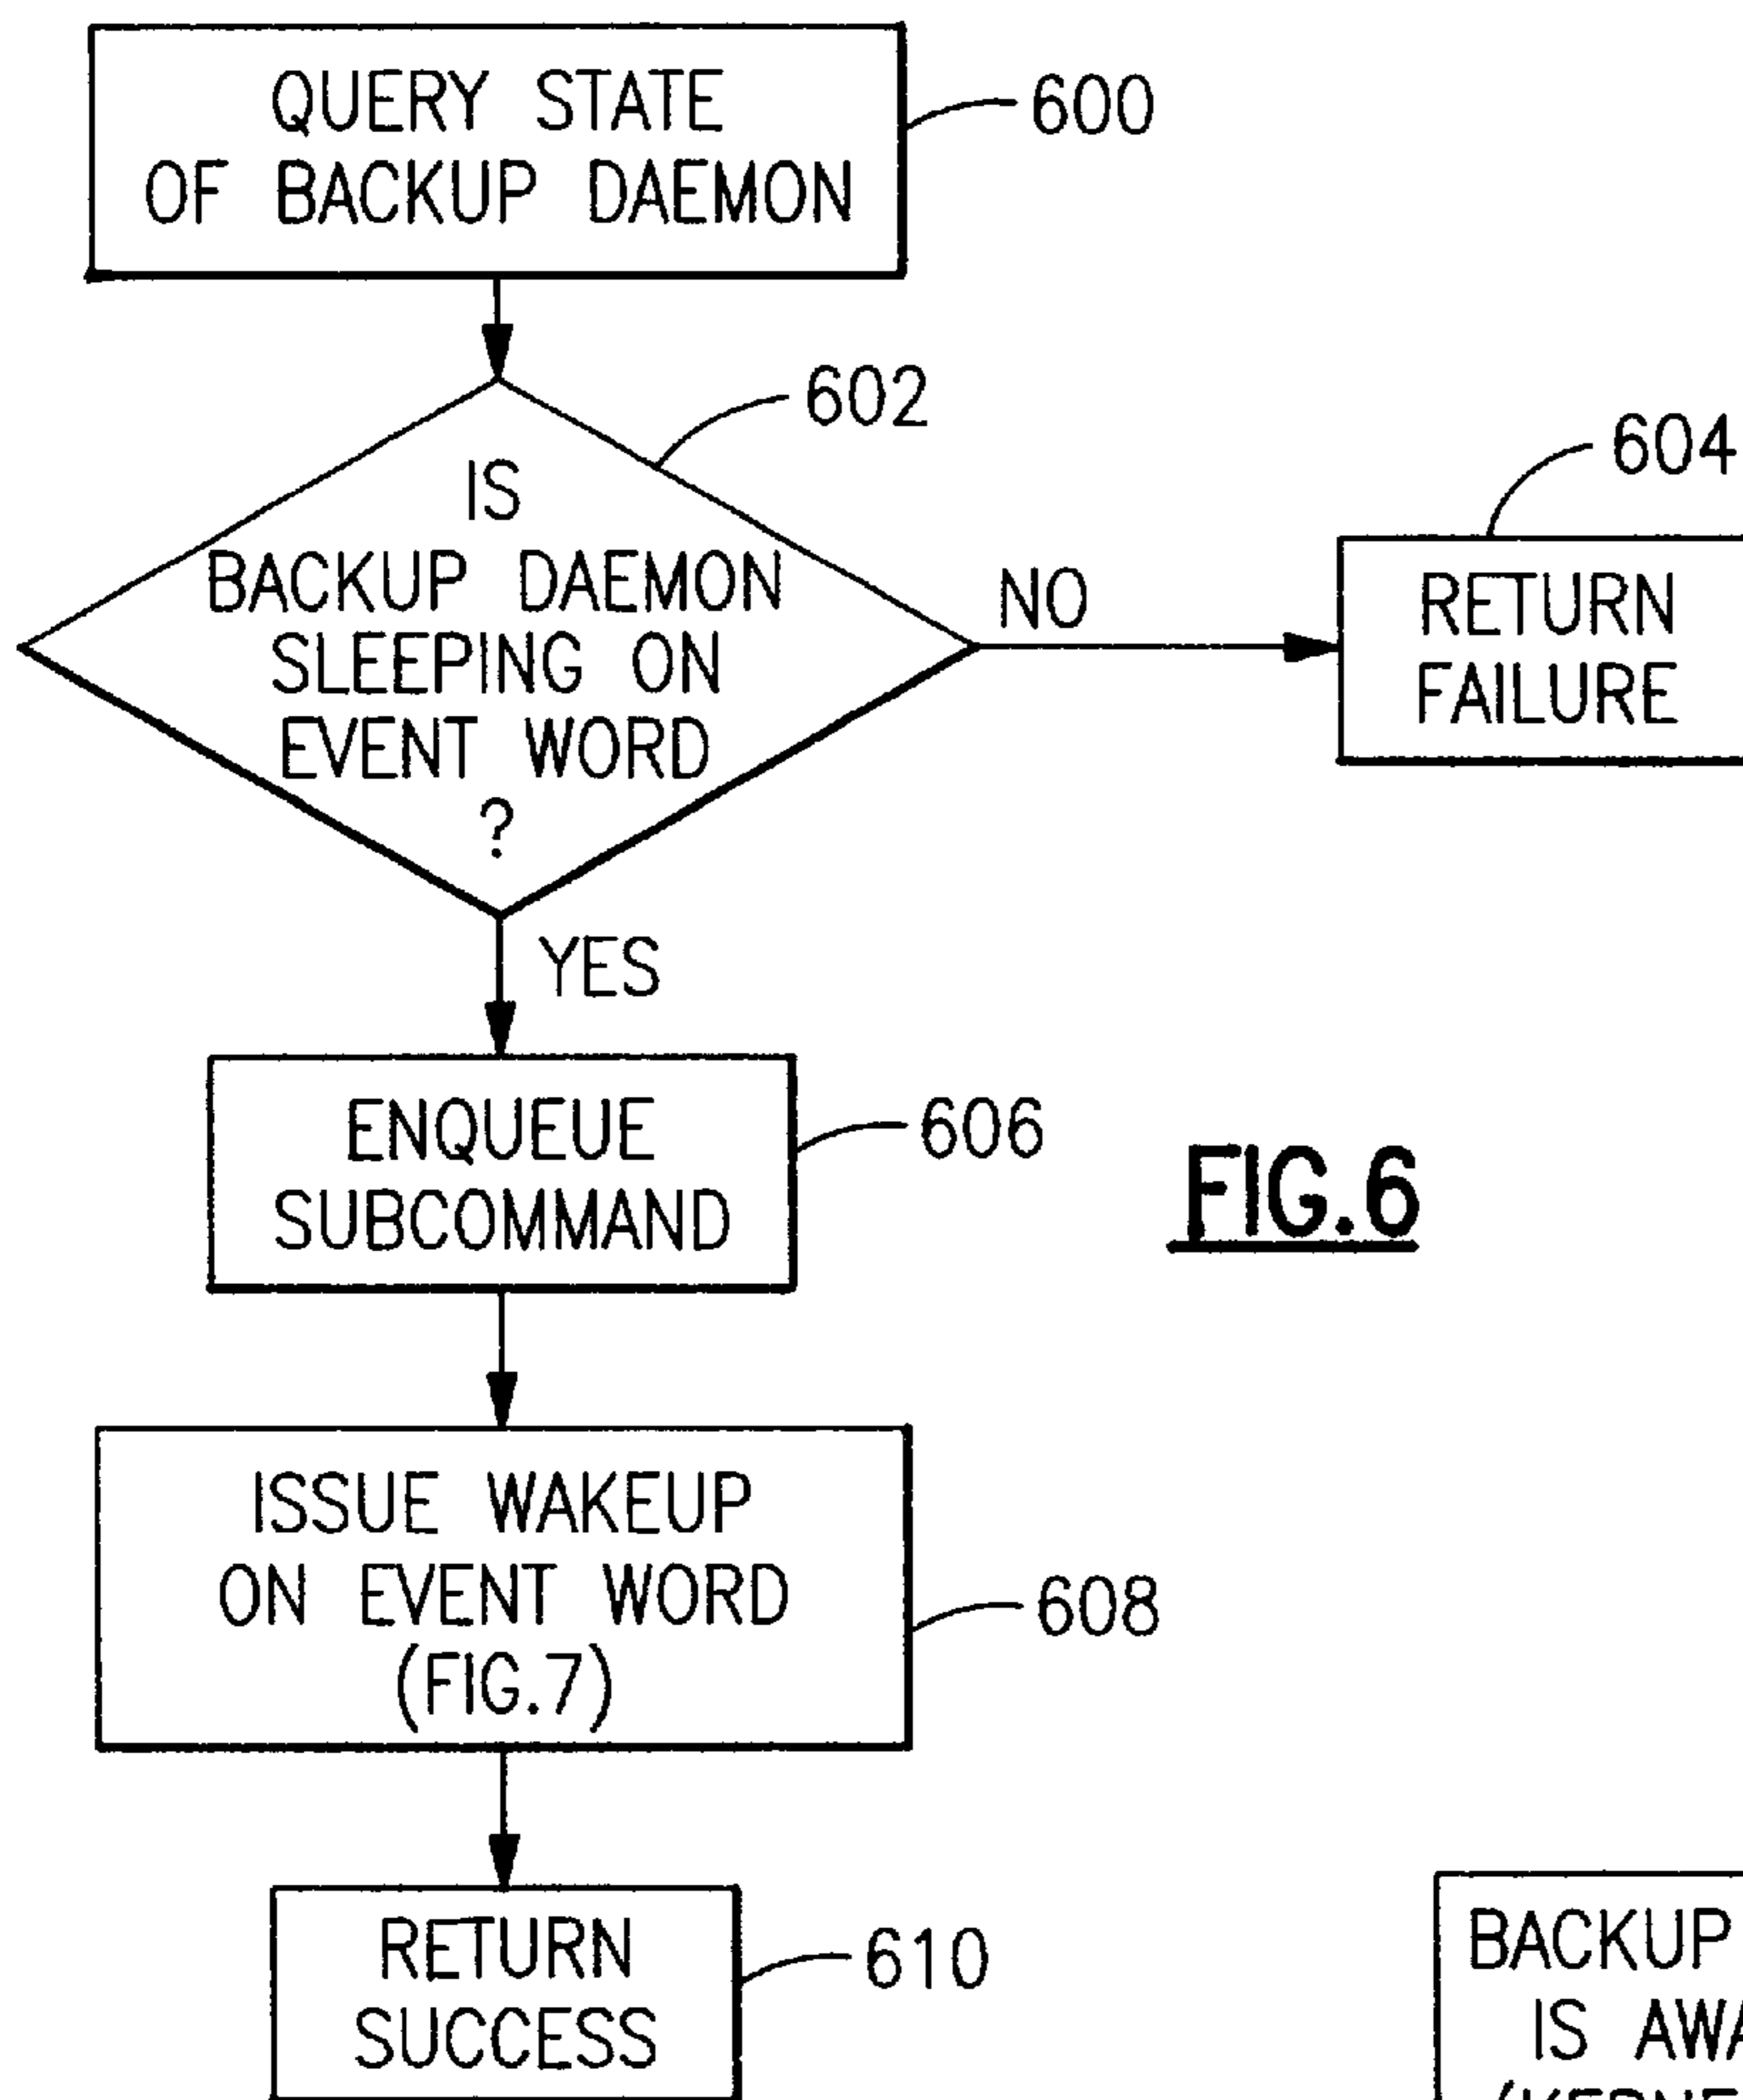 QUERY STATE
OF BACKUP DAEMON
600
602
IS
BACKUP DAEMON
SLEEPING ON
EVENT WORD
?
NO
604
RETURN
FAILURE
YES
ENQUEUE
SUBCOMMAND
606
FIG.6
ISSUE WAKEUP
ON EVENT WORD
(FIG.7)
608
RETURN
SUCCESS
610
BACKUP
IS